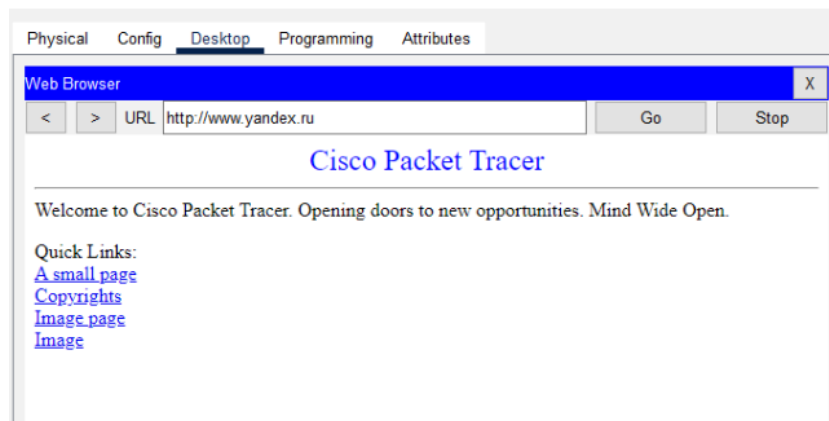 Physical Config Desktop Programming Attributes
Web Browser X
< > URL http://www.yandex.ru Go Stop
Cisco Packet Tracer
Welcome to Cisco Packet Tracer. Opening doors to new opportunities. Mind Wide Open.
Quick Links:
A small page
Copyrights
Image page
Image